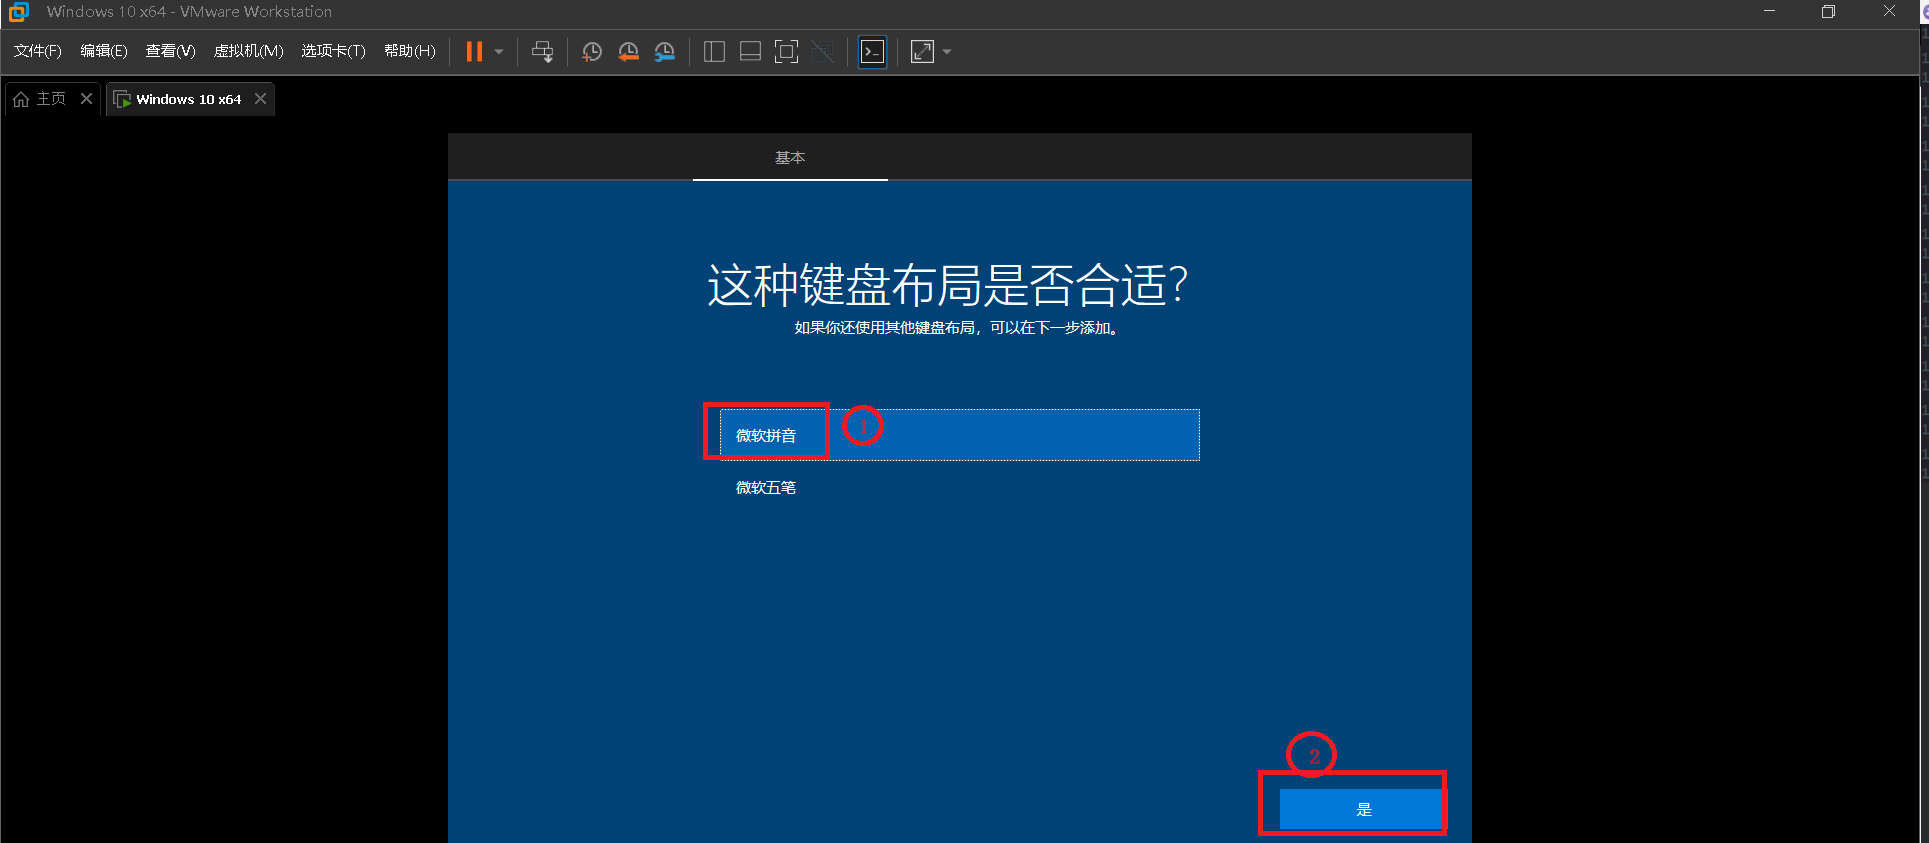 Windows 10 x64 - VMware Workstation
文件(F) 编辑(E) 查看(V) 虚拟机(M) 选项卡(T) 帮助(H)
主页 Windows 10 x64
基本
这种键盘布局是否合适?
如果你还使用其他键盘布局，可以在下一步添加。
微软拼音 1
微软五笔
2
是